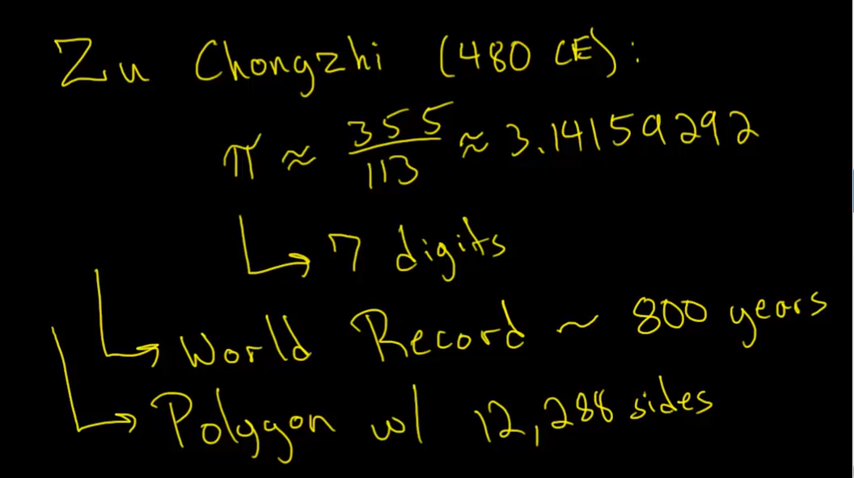 Zu Chongzhi (480 CE):
π ≈ 355/113 ≈ 3.14159292
7 digits
World Record ~ 800 years
Polygon w/ 12,288 sides